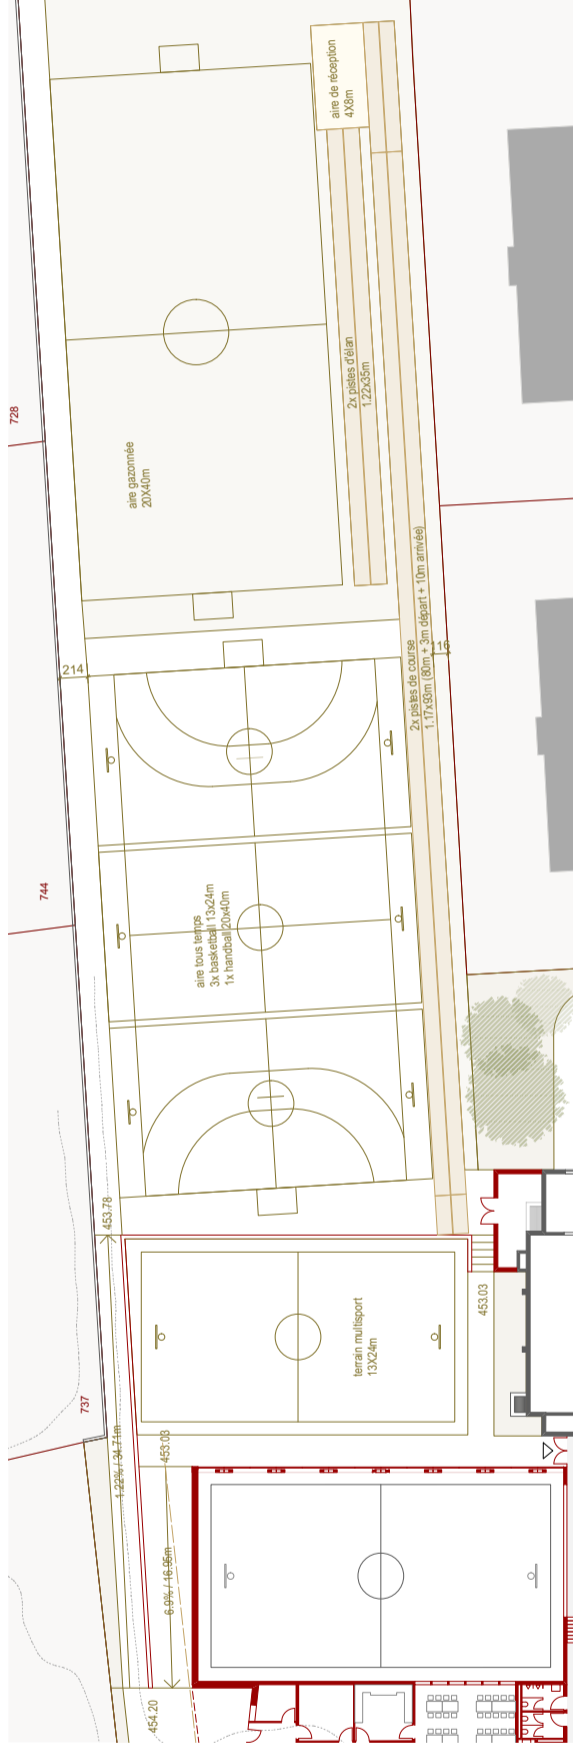 aire de réception
4X8m
728
2x pistes d'élan
1.22x35m
aire gazonnée
20X40m
2x pistes de course
1.17x93m (80m + 3m départ + 10m arrivée)
116
214
744
aire tous temps
3x basketball 13x24m
1x handball 20x40m
453.78
453.03
terrain multisport
13X24m
737
1.22% / 34.71m
453.03
6.9% / 16.95m
454.20